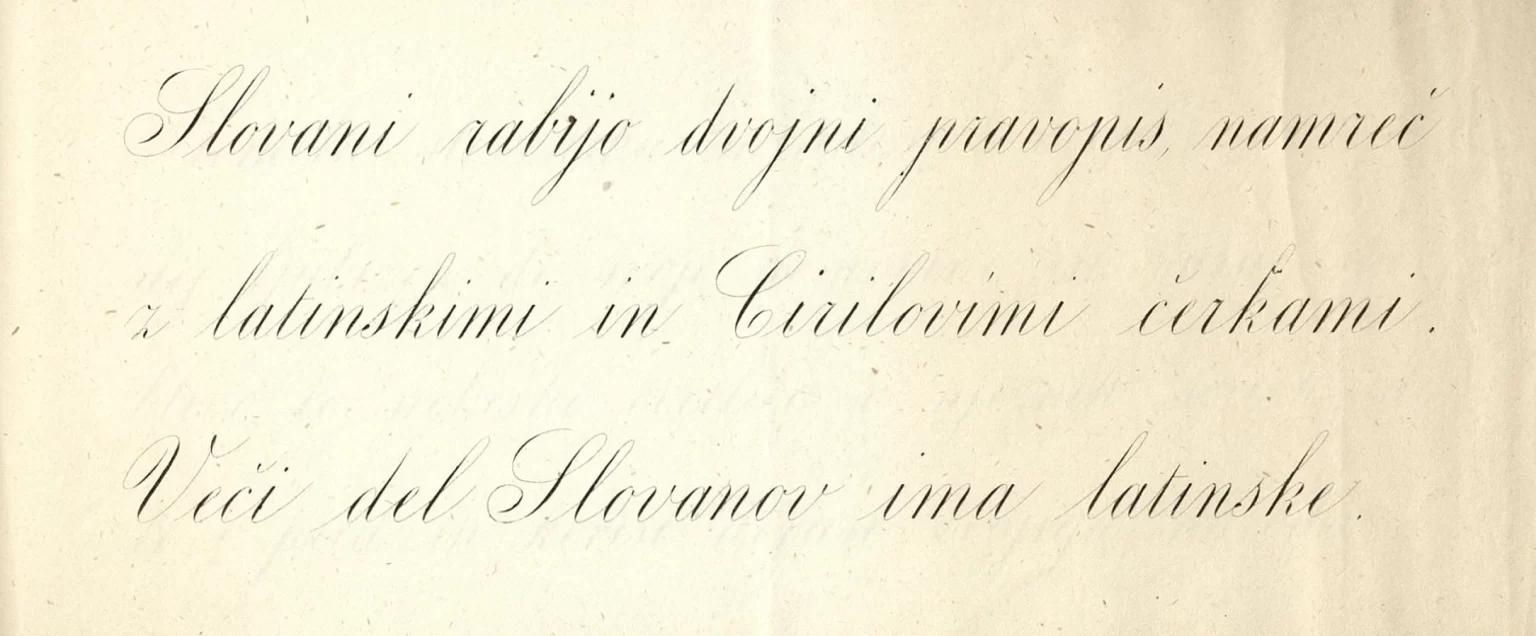 Slovani rabijo dvojni pravopis, namreč
z latinskimi in Cirilovimi čerkami.
Veči del Slovanov ima latinske.